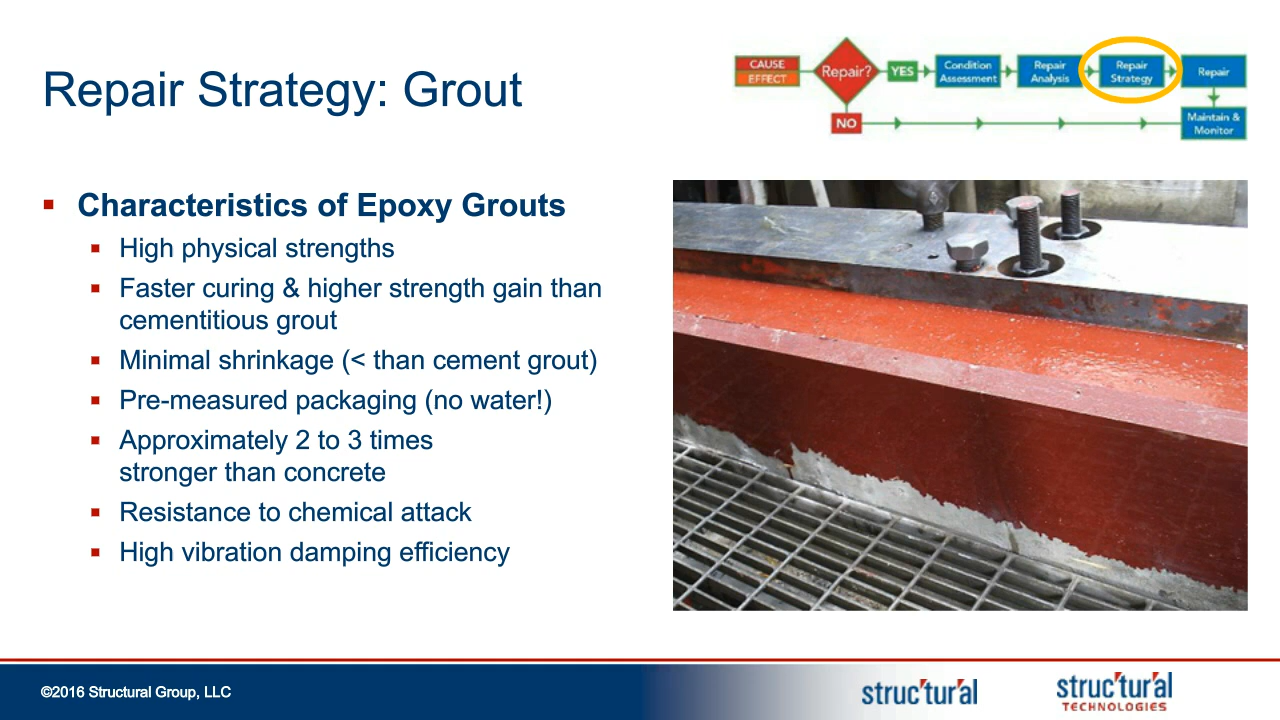 Repair Strategy: Grout
CAUSE
EFFECT
Repair?
YES
Condition
Assessment
Repair
Analysis
Repair
Strategy
Repair
NO
Maintain &
Monitor
Characteristics of Epoxy Grouts
High physical strengths
Faster curing & higher strength gain than
cementitious grout
Minimal shrinkage (< than cement grout)
Pre-measured packaging (no water!)
Approximately 2 to 3 times
stronger than concrete
Resistance to chemical attack
High vibration damping efficiency
©2016 Structural Group, LLC
struc'tur'al
struc'tur'al
TECHNOLOGIES